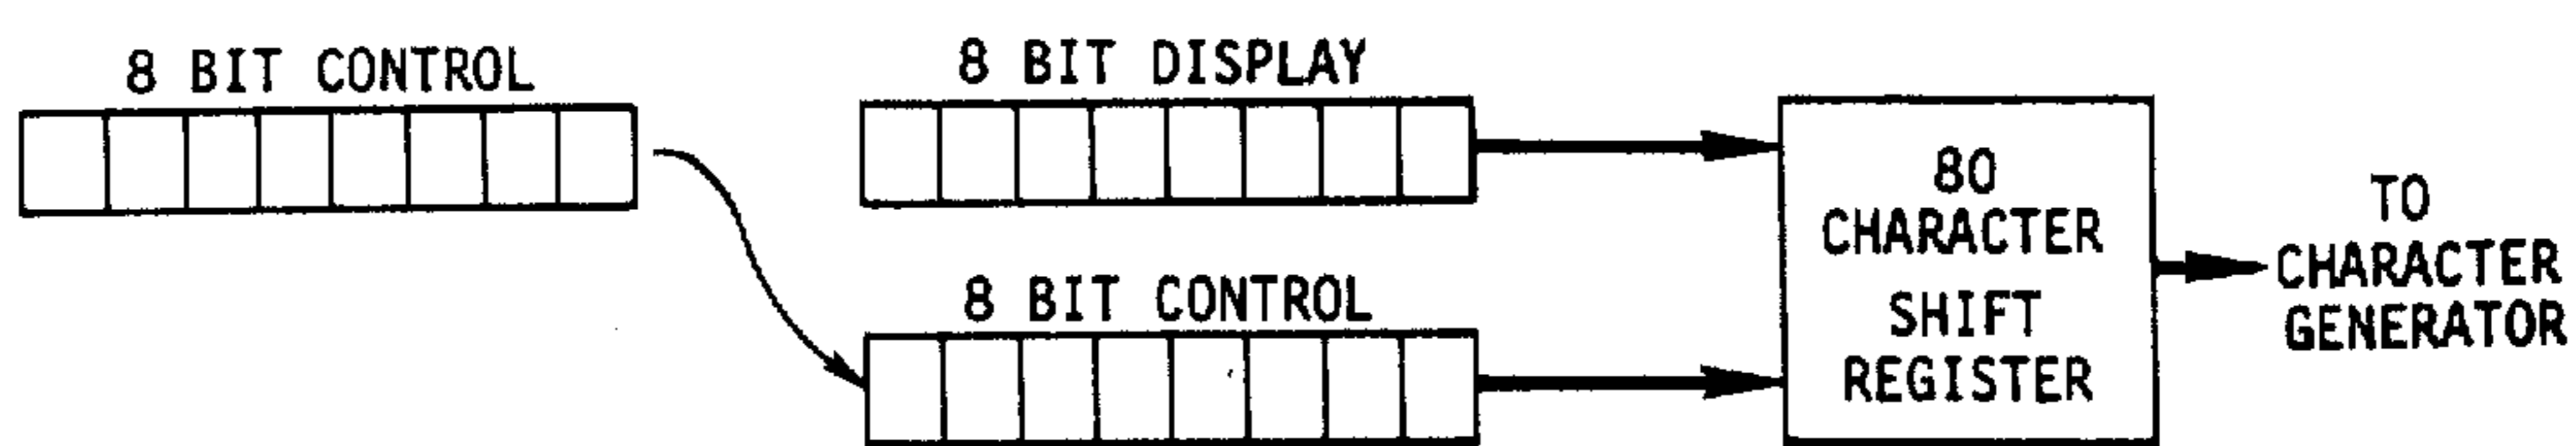 8 BIT CONTROL
8 BIT DISPLAY
8 BIT CONTROL
80
CHARACTER
SHIFT
REGISTER
TO
CHARACTER
GENERATOR